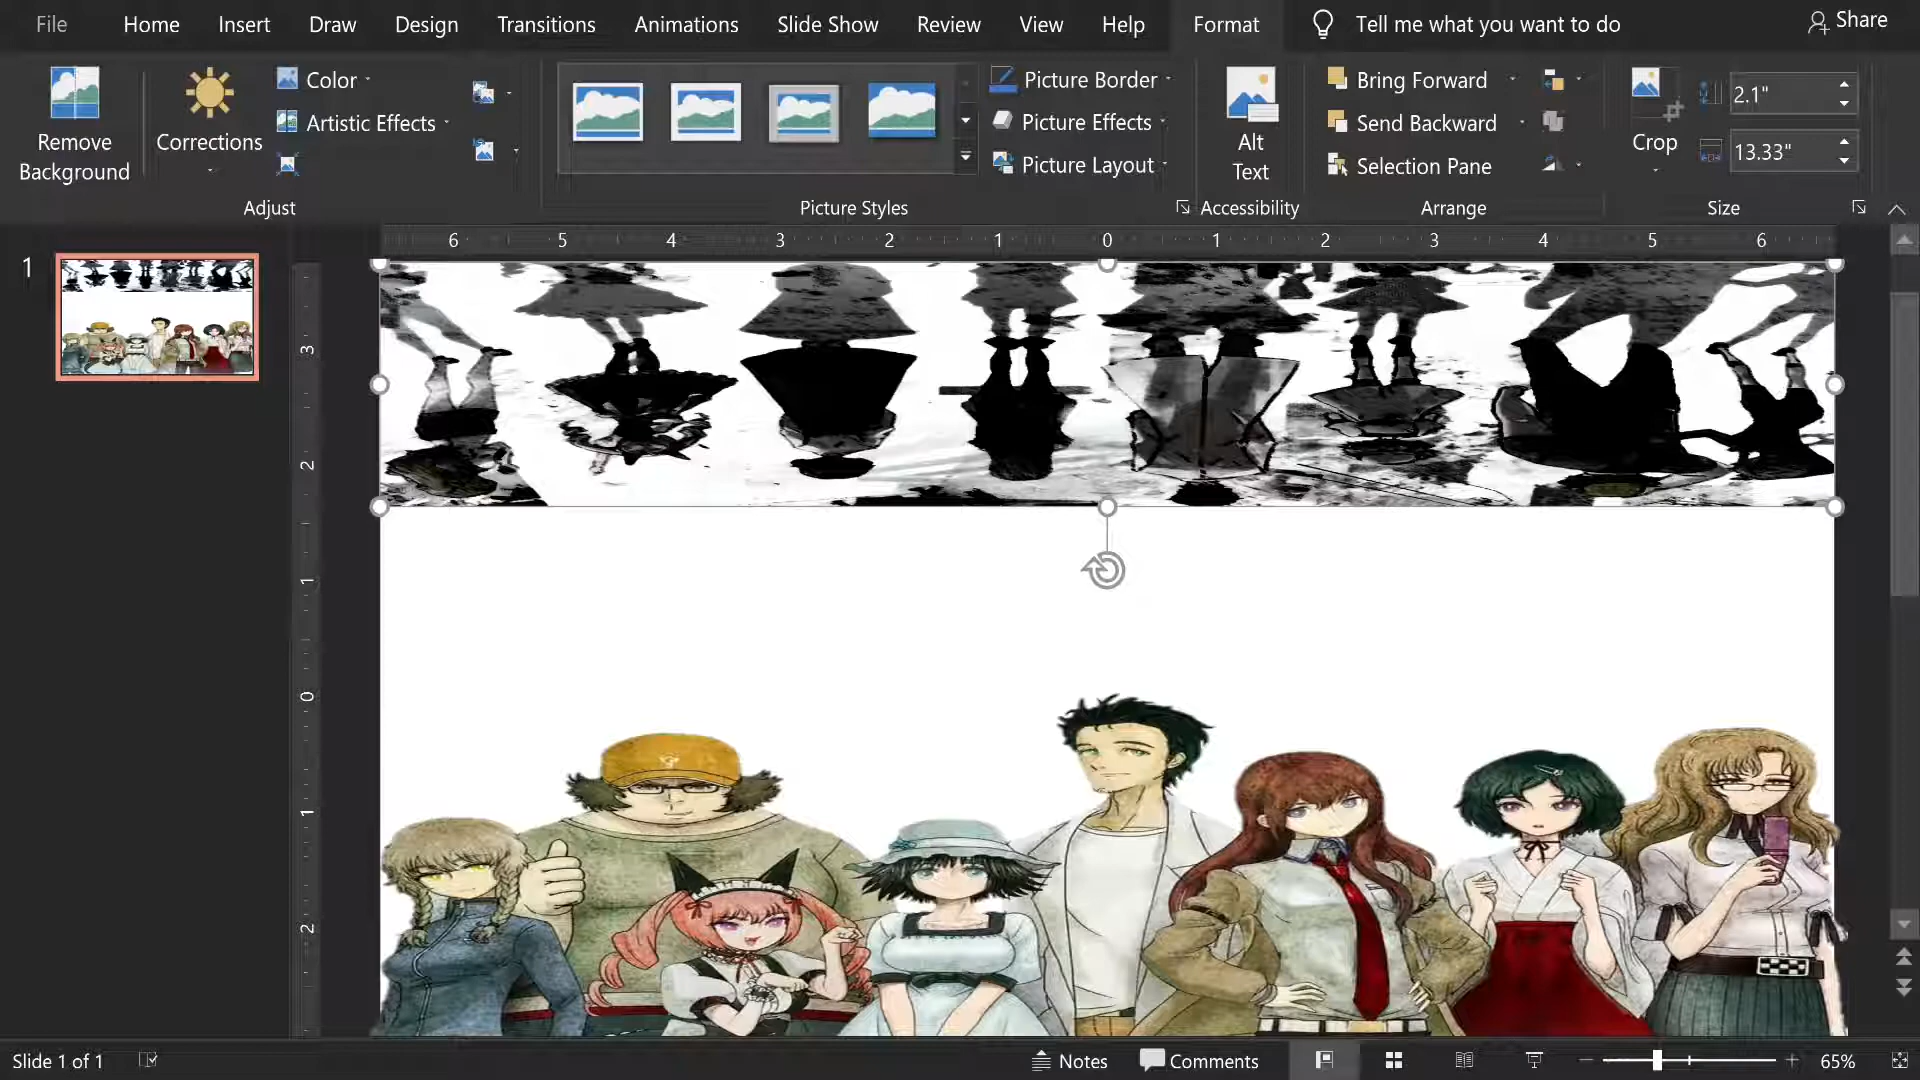 File Home Insert Draw Design Transitions Animations Slide Show Review View Help Format Tell me what you want to do Share
Remove Background
Corrections
Color
Artistic Effects
Adjust
Picture Border
Picture Effects
Picture Layout
Picture Styles
Alt Text
Accessibility
Bring Forward
Send Backward
Selection Pane
Arrange
Crop
2.1"
13.33"
Size
6 5 4 3 2 1 0 1 2 3 4 5 6
1
3
2
1
0
1
2
Slide 1 of 1
Notes Comments 65%